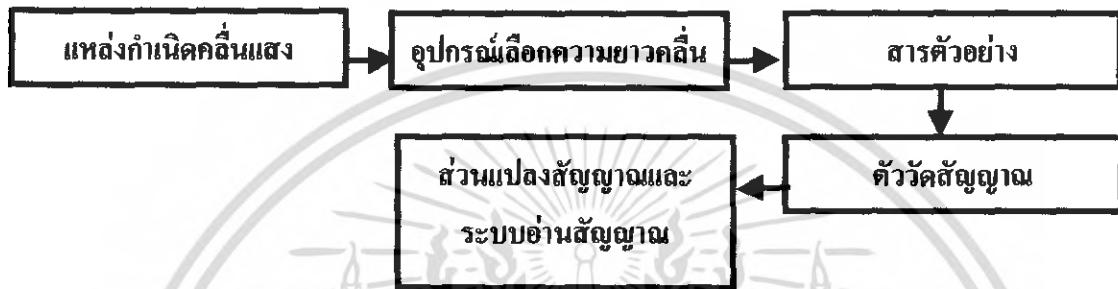 แหล่งกำเนิดคลื่นแสง
อุปกรณ์เลือกความยาวคลื่น
สารตัวอย่าง
ตัววัดสัญญาณ
ส่วนแปลงสัญญาณและ
ระบบอ่านสัญญาณ